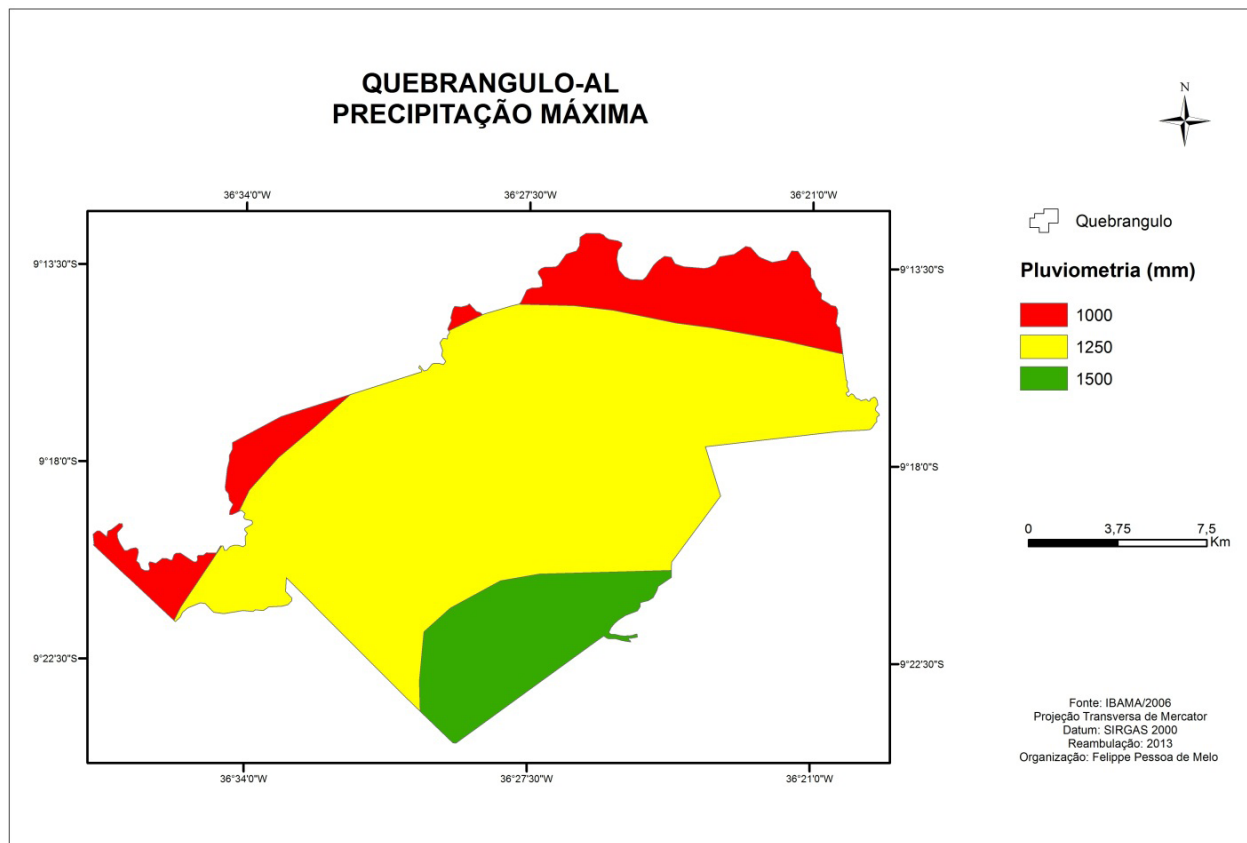 QUEBRANGULO-AL
PRECIPITAÇÃO MÁXIMA
N
36°34'0"W 36°27'30"W 36°21'0"W
9°13'30"S 9°13'30"S
9°18'0"S 9°18'0"S
9°22'30"S 9°22'30"S
36°34'0"W 36°27'30"W 36°21'0"W
Quebrangulo
Pluviometria (mm)
1000
1250
1500
0 3,75 7,5
Km
Fonte: IBAMA/2006
Projeção Transversa de Mercator
Datum: SIRGAS 2000
Reambulação: 2013
Organização: Felippe Pessoa de Melo